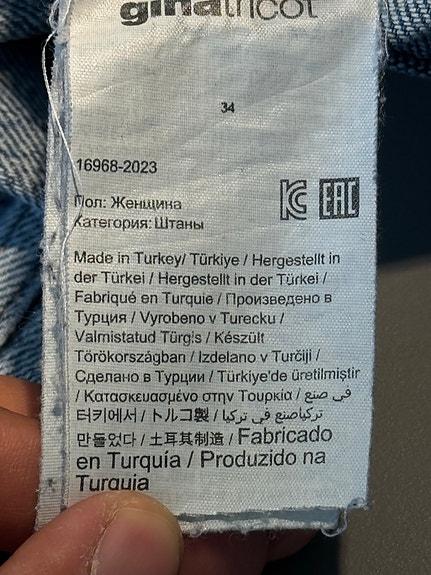 ginatricot
34
16968-2023
Пол: Женщина
Категория: Штаны
EAC
Made in Turkey/ Türkiye / Hergestellt in
der Türkei / Hergestellt in der Türkei /
Fabriqué en Turquie / Произведено в
Турция / Vyrobeno v Turecku /
Valmistatud Türgis / Készült
Törökországban / Izdelano v Turčiji /
Сделано в Турции / Türkiye'de üretilmiştir
/ Κατασκευασμένο στην Τουρκία / في صنع
터키에서 / トルコ製 / تركياصنع في تركيا
만들었다 / 土耳其制造 / Fabricado
en Turquía / Produzido na
Turquia